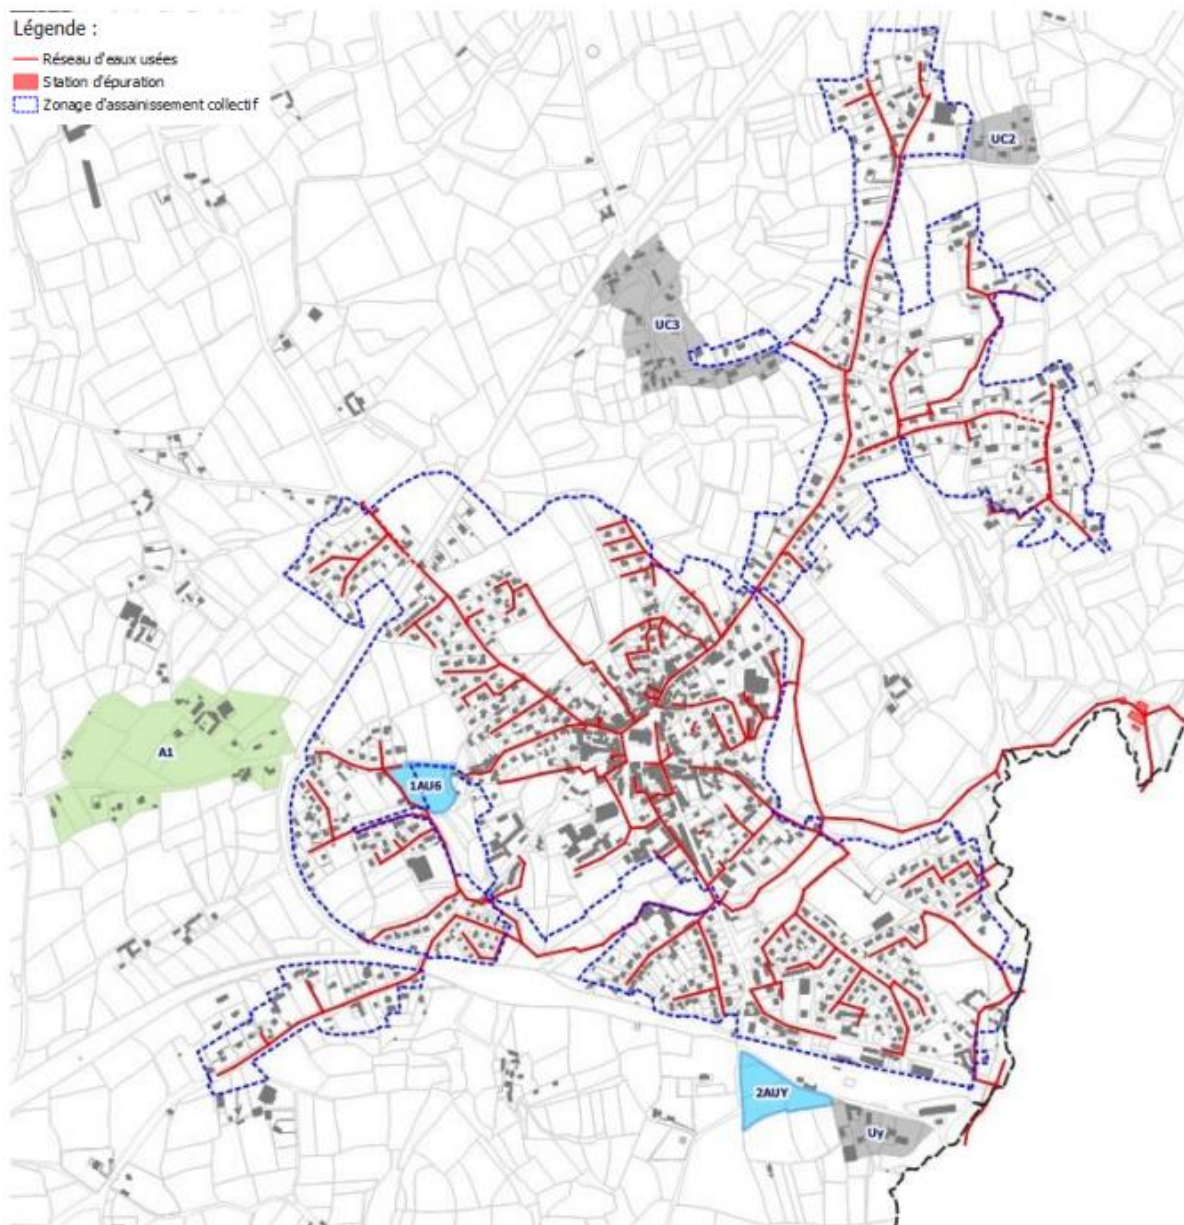 Légende :
Réseau d'eaux usées
Station d'épuration
Zonage d'assainissement collectif
UC2
UC3
A1
1AU6
2AUY
Uy